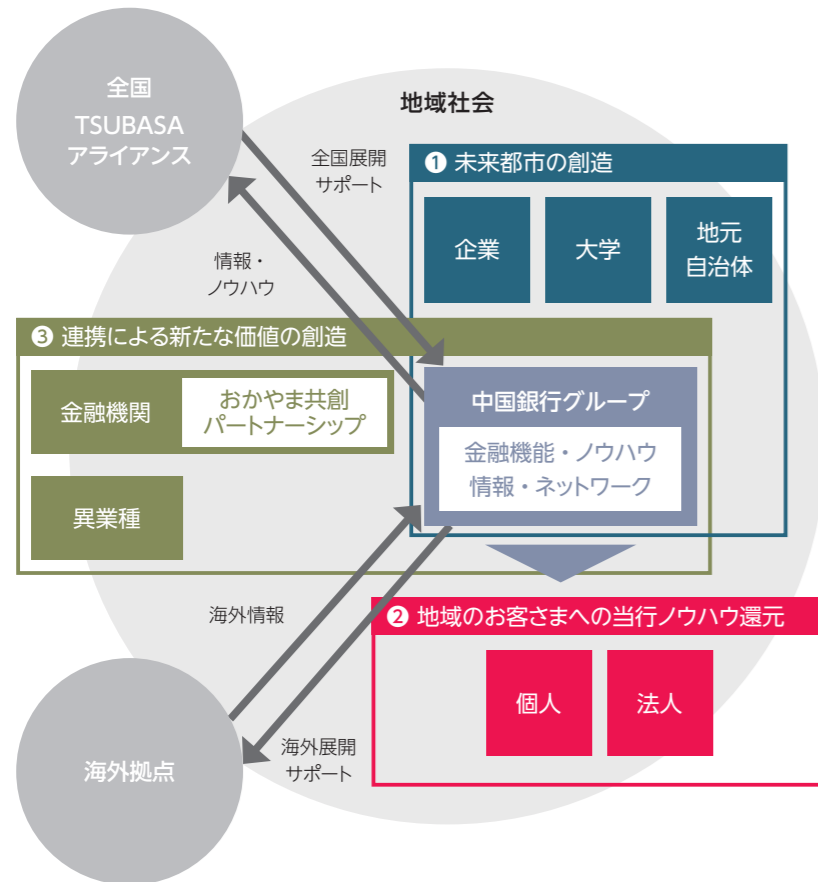 全国
TSUBASA
アライアンス
地域社会
全国展開
サポート
❶ 未来都市の創造
企業
大学
地元
自治体
情報・
ノウハウ
❸ 連携による新たな価値の創造
金融機関
おかやま共創
パートナーシップ
異業種
中国銀行グループ
金融機能・ノウハウ
情報・ネットワーク
海外情報
❷ 地域のお客さまへの当行ノウハウ還元
個人
法人
海外展開
サポート
海外拠点